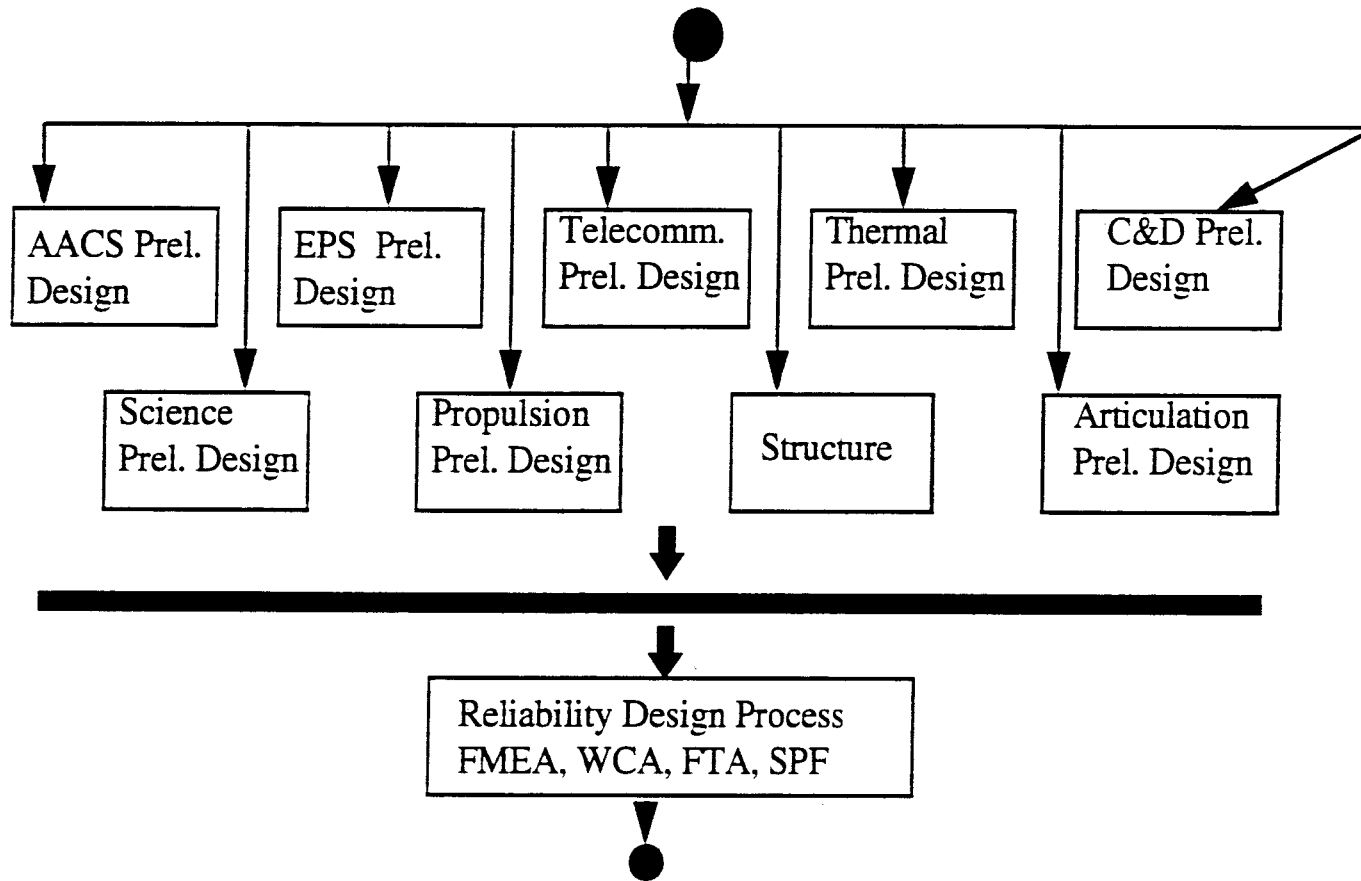 AACS Prel.
Design
EPS Prel.
Design
Telecomm.
Prel. Design
Thermal
Prel. Design
C&D Prel.
Design
Science
Prel. Design
Propulsion
Prel. Design
Structure
Articulation
Prel. Design
Reliability Design Process
FMEA, WCA, FTA, SPF